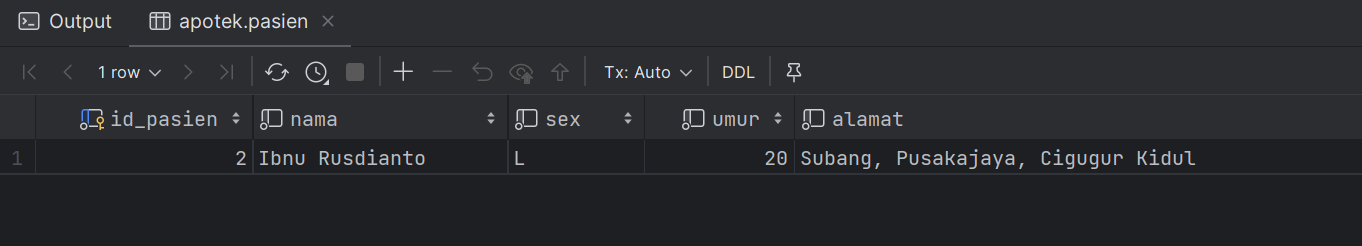 Output apotek.pasien
1 row Tx: Auto DDL
id_pasien nama sex umur alamat
1 2 Ibnu Rusdianto L 20 Subang, Pusakajaya, Cigugur Kidul